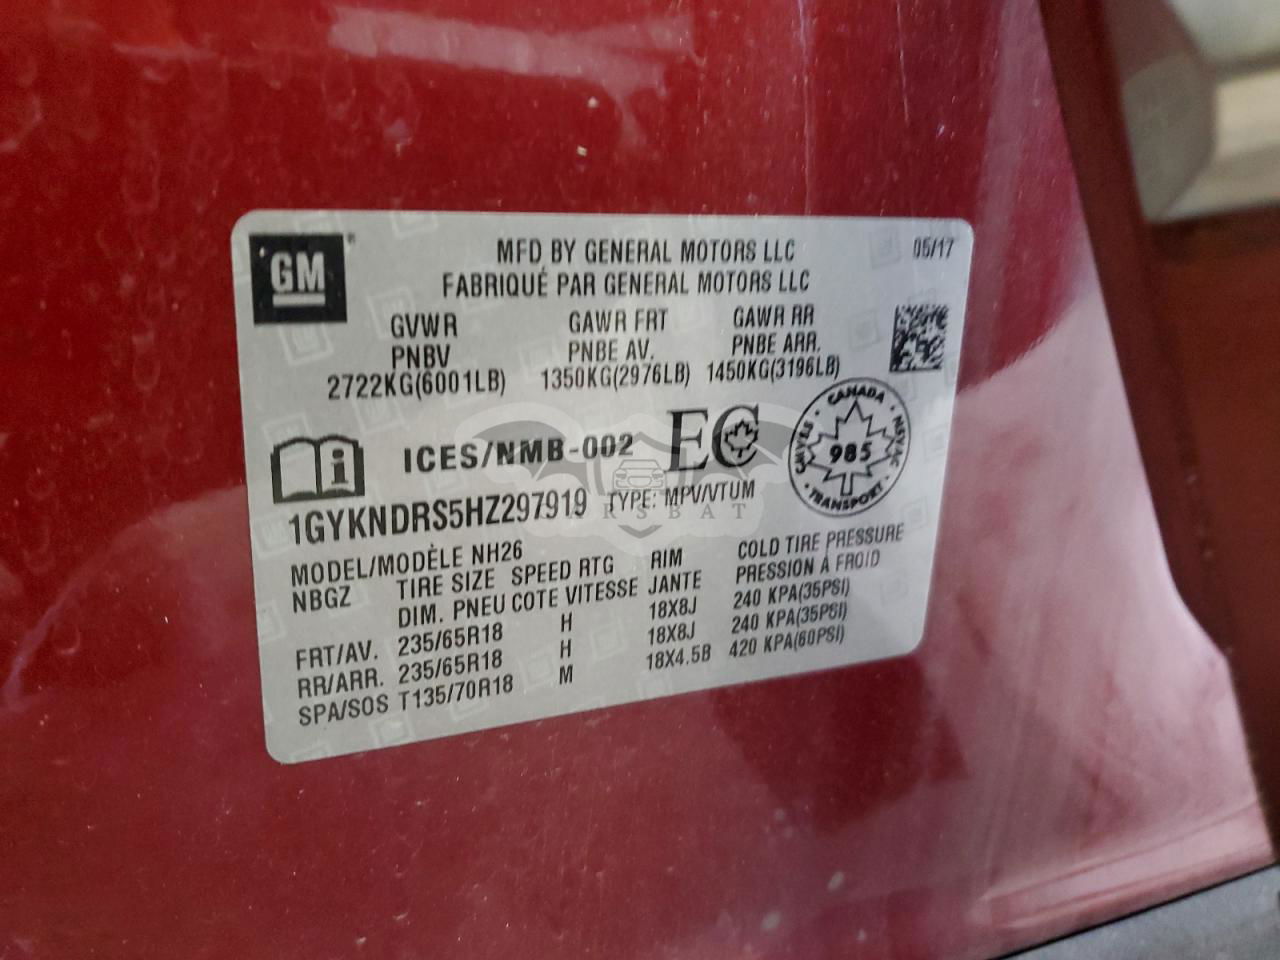 GM
MFD BY GENERAL MOTORS LLC 05/17
FABRIQUÉ PAR GENERAL MOTORS LLC
GVWR GAWR FRT GAWR RR
PNBV PNBE AV. PNBE ARR.
2722KG(6001LB) 1350KG(2976LB) 1450KG(3196LB)
ICES/NMB-002 EC
CANADA
CMVSS 985 NSVAC
TRANSPORT
1GYKNDRS5HZ297919 TYPE: MPV/VTUM
ARSBAT
MODEL/MODÈLE NH26
NBGZ TIRE SIZE SPEED RTG RIM COLD TIRE PRESSURE
DIM. PNEU COTE VITESSE JANTE PRESSION À FROID
FRT/AV. 235/65R18 H 18X8J 240 KPA(35PSI)
RR/ARR. 235/65R18 H 18X8J 240 KPA(35PSI)
SPA/SOS T135/70R18 M 18X4.5B 420 KPA(60PSI)